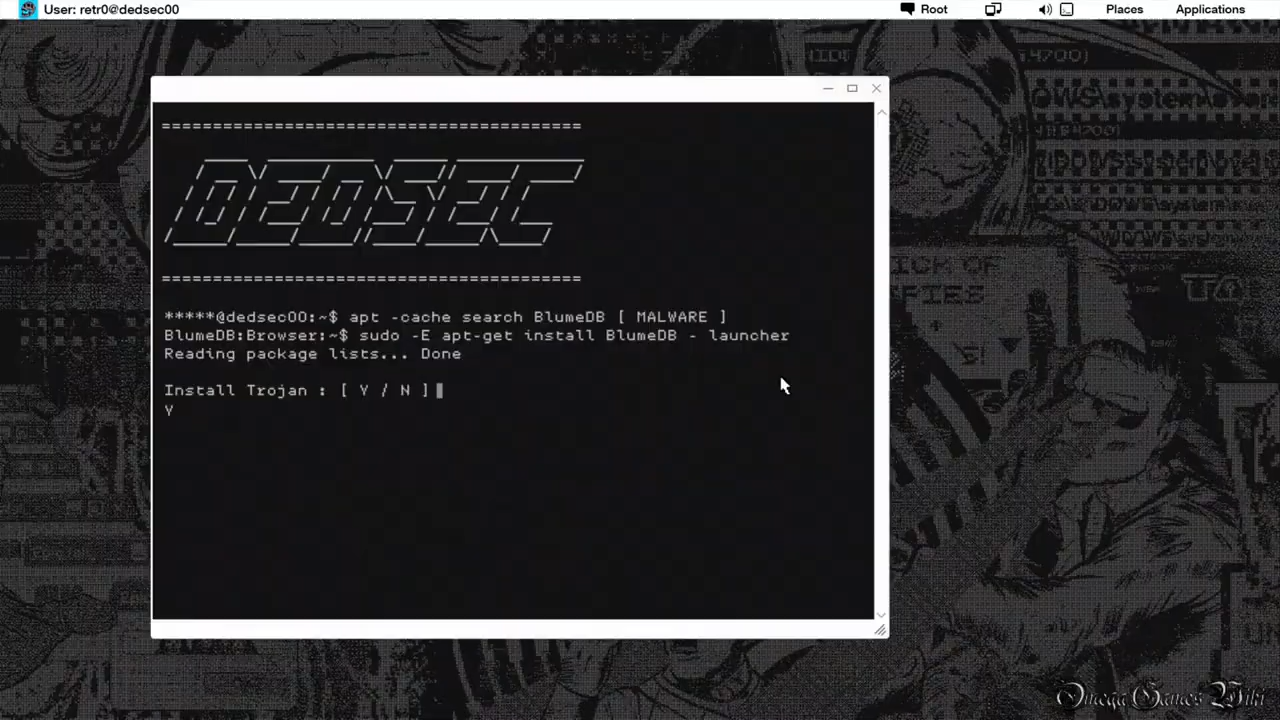 User: retr0@dedsec00
Root
Places
Applications
=========================================
DEDSEC
=========================================
*****@dedsec00:~$ apt -cache search BlumeDB [ MALWARE ]
BlumeDB:Browser:~$ sudo -E apt-get install BlumeDB - launcher
Reading package lists... Done
Install Trojan : [ Y / N ]
Y
Omega Games Wiki